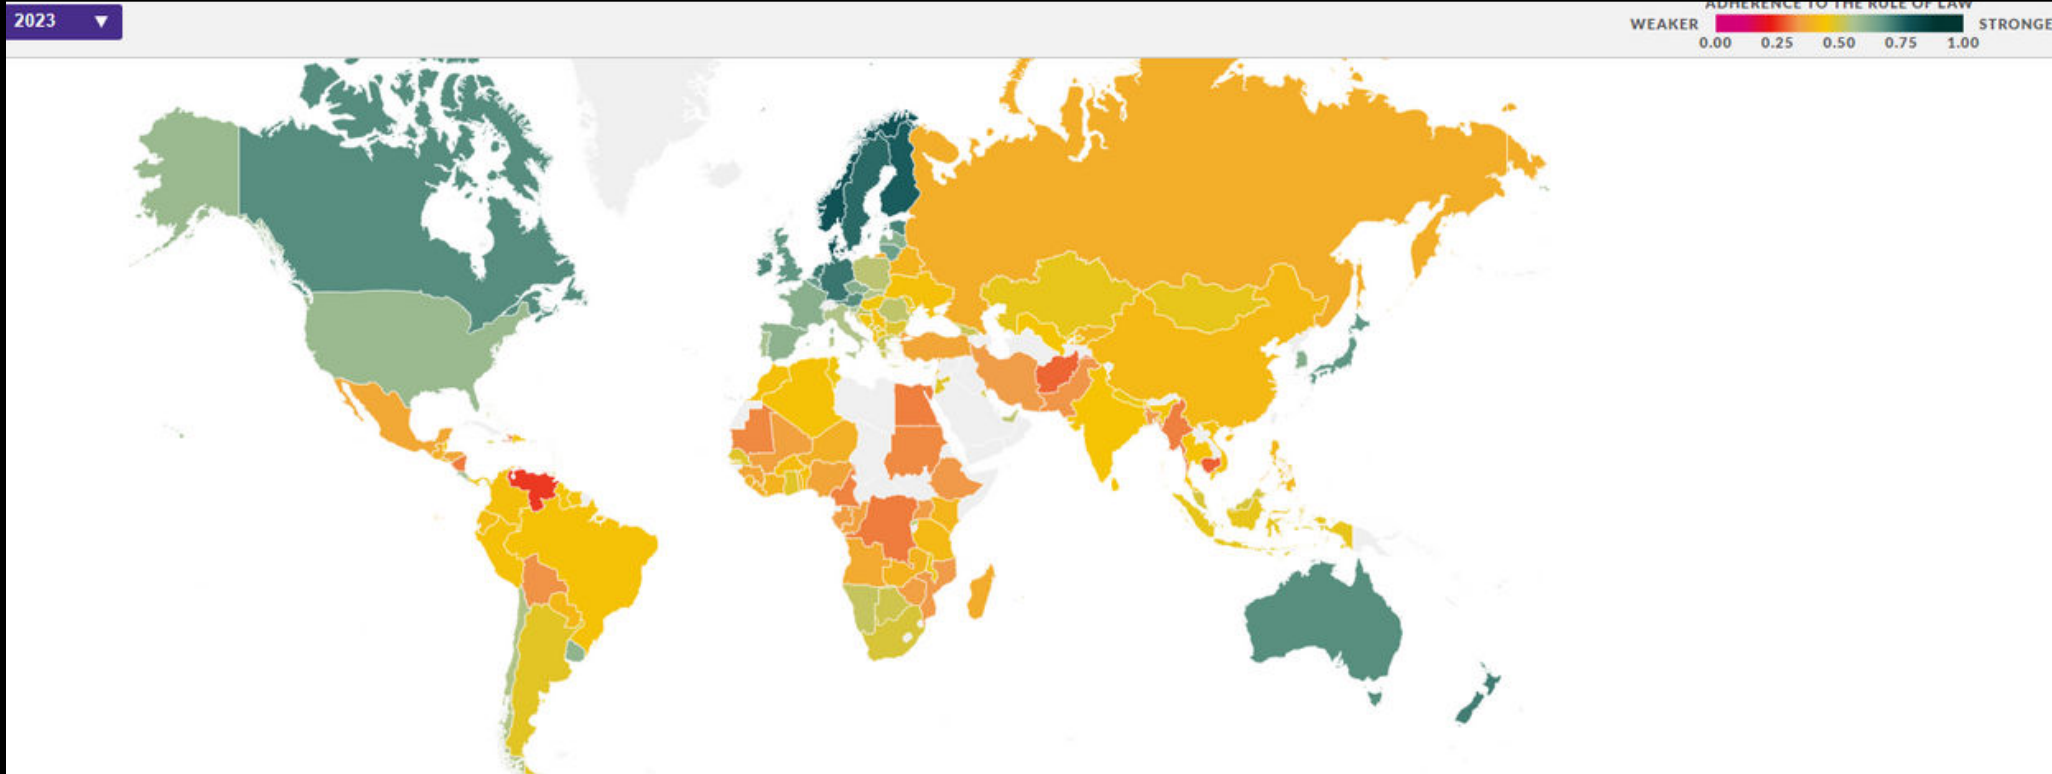 2023
ADHERENCE TO THE RULE OF LAW
WEAKER
STRONGE
0.00 0.25 0.50 0.75 1.00